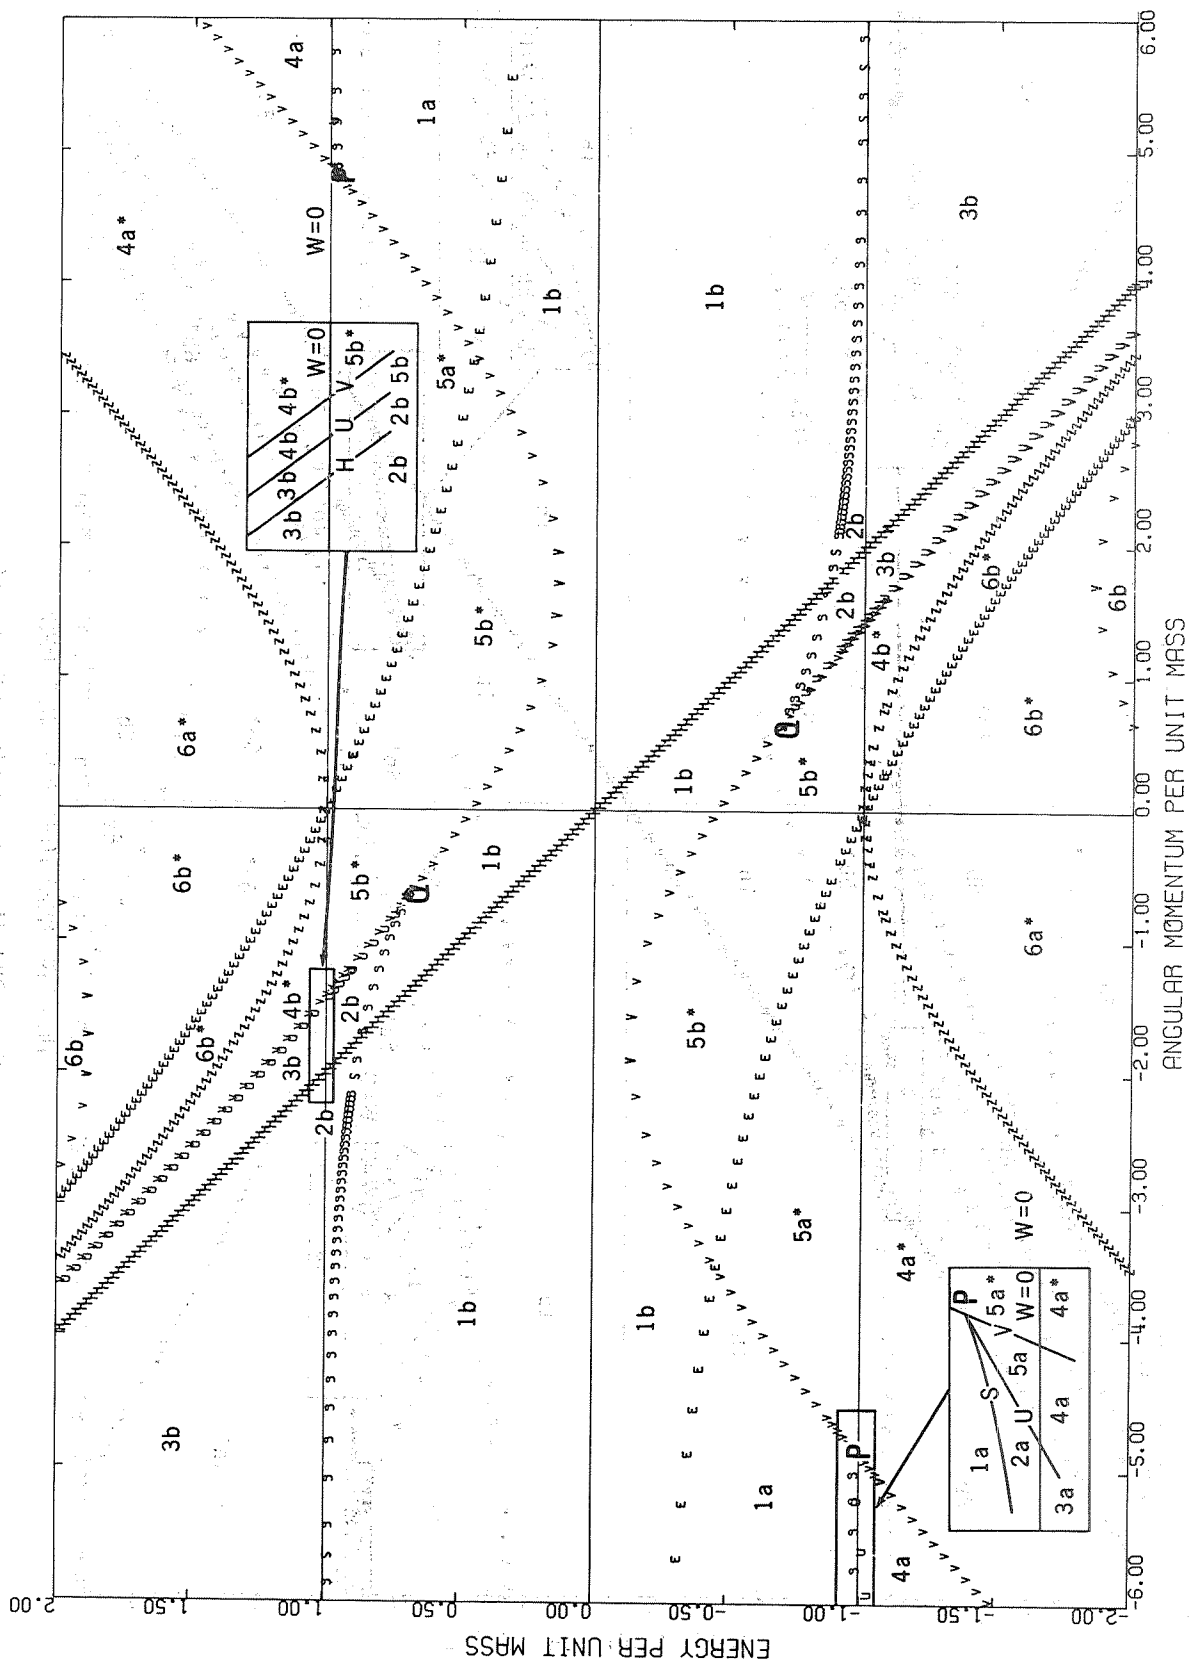 2.00
1.50
1.00
0.50
0.00
-0.50
-1.00
-1.50
-2.00
ENERGY PER UNIT MASS
-6.00
-5.00
-4.00
-3.00
-2.00
-1.00
0.00
1.00
2.00
3.00
4.00
5.00
6.00
ANGULAR MOMENTUM PER UNIT MASS
4a
1a
P
4a*
W=0
1b
1b
3b
5a*
5b*
6a*
6b*
6b
6b*
3b
4b*
2b
2b
5b*
Q
1b
3b
1b
2b
2b
3b
4b*
6b*
6b
6b*
1b
5b*
Q
6a*
5b*
5a*
4a*
W=0
1b
1a
P
4a
3b 3b 4b 4b*
H U V W=0
2b 2b 5b 5b*
1a S V 5a* P
2a U 5a W=0
3a 4a 4a*